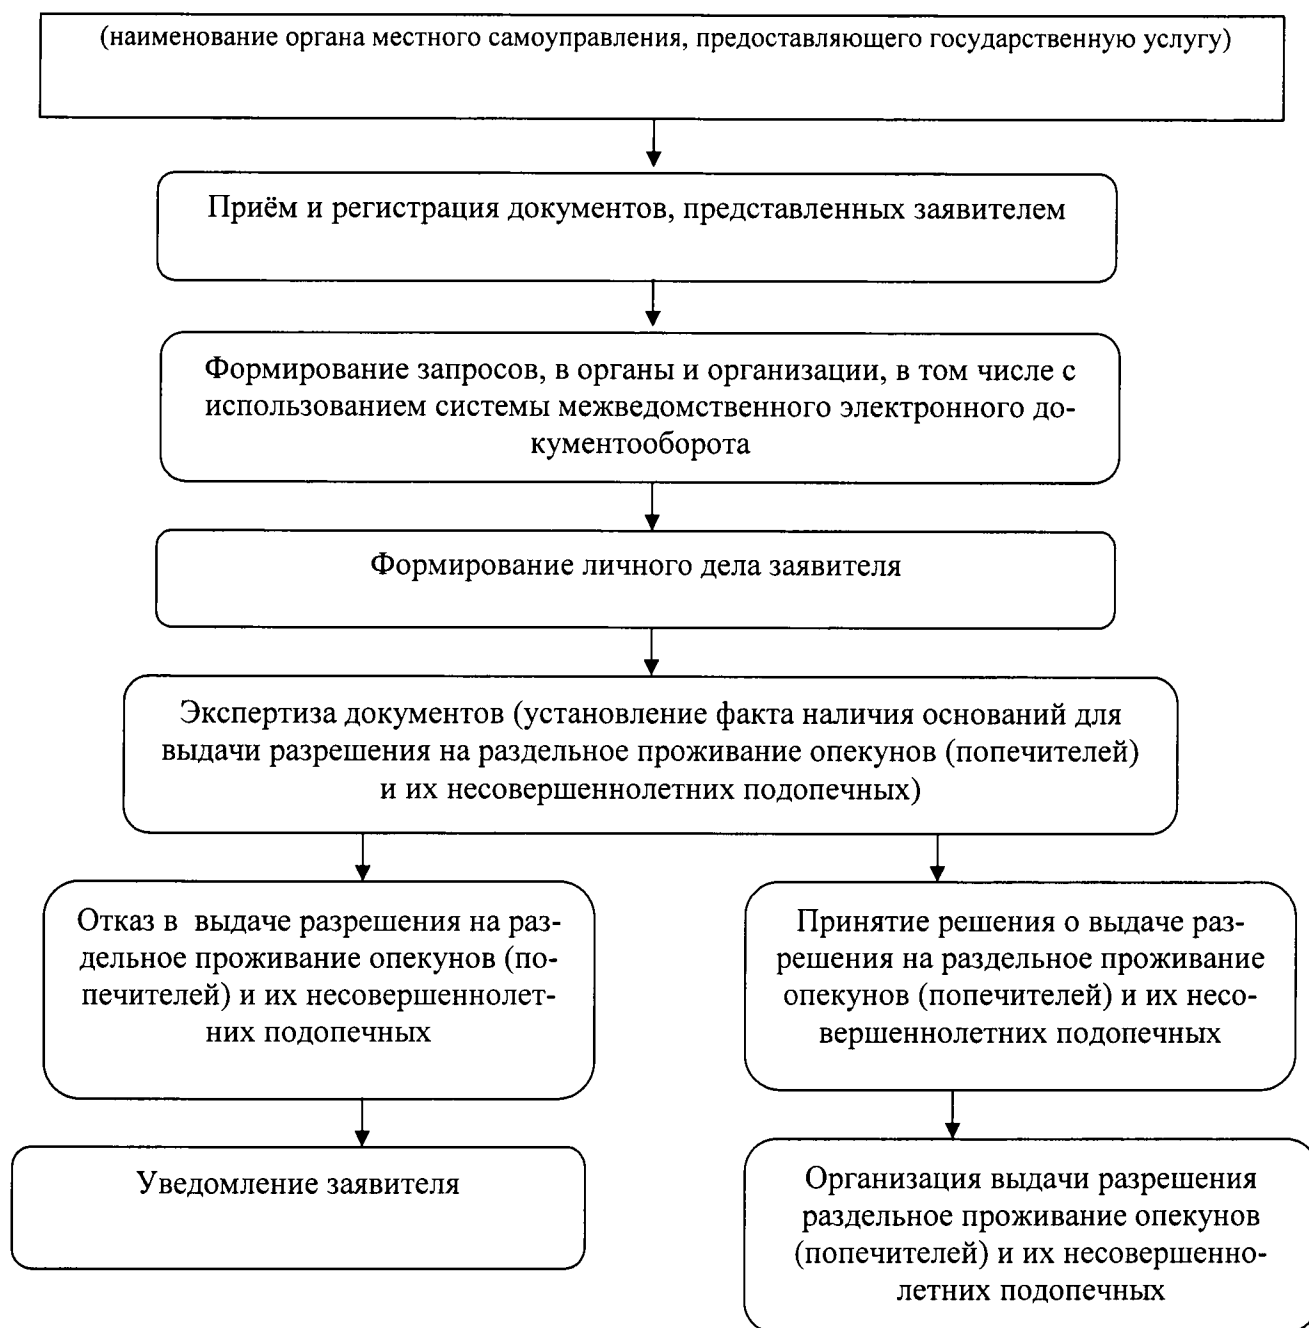 (наименование органа местного самоуправления, предоставляющего государственную услугу)
Приём и регистрация документов, представленных заявителем
Формирование запросов, в органы и организации, в том числе с
использованием системы межведомственного электронного до-
кументооборота
Формирование личного дела заявителя
Экспертиза документов (установление факта наличия оснований для
выдачи разрешения на раздельное проживание опекунов (попечителей)
и их несовершеннолетних подопечных)
Отказ в  выдаче разрешения на раз-
дельное проживание опекунов (по-
печителей) и их несовершеннолет-
них подопечных
Принятие решения о выдаче раз-
решения на раздельное проживание
опекунов (попечителей) и их несо-
вершеннолетних подопечных
Уведомление заявителя
Организация выдачи разрешения
раздельное проживание опекунов
(попечителей) и их несовершенно-
летних подопечных